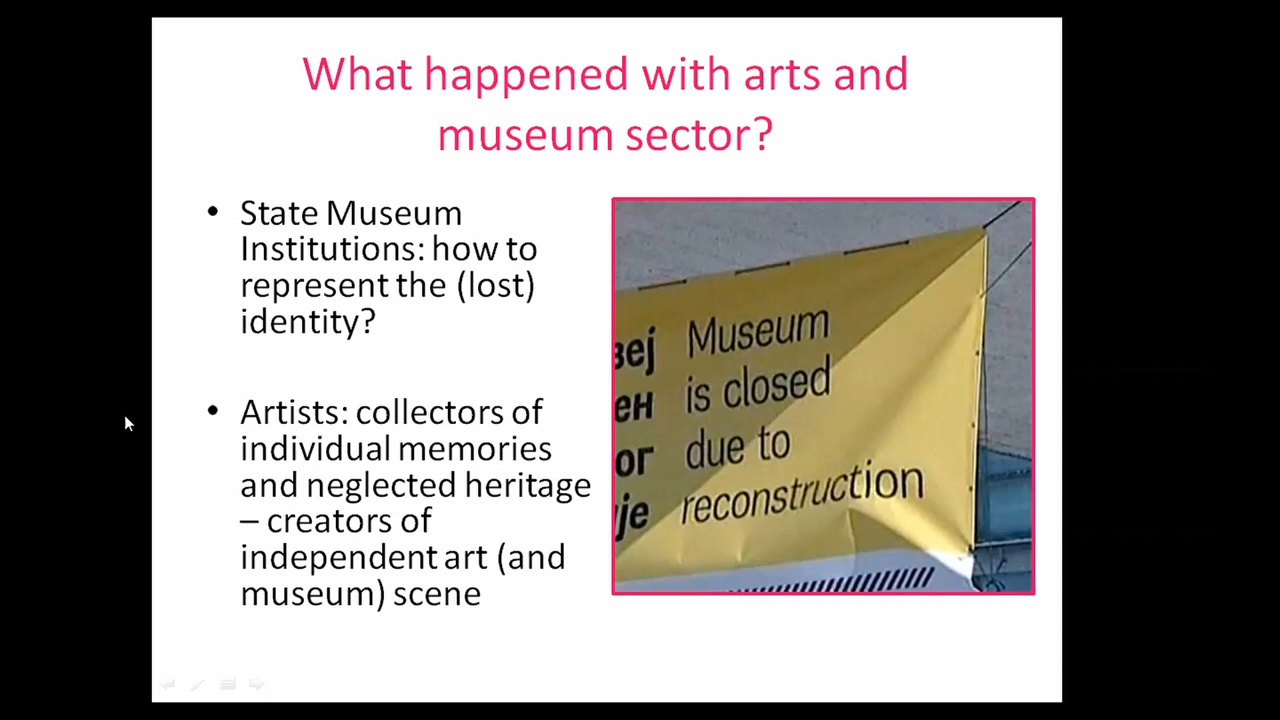 What happened with arts and
museum sector?
• State Museum
Institutions: how to
represent the (lost)
identity?
• Artists: collectors of
individual memories
and neglected heritage
– creators of
independent art (and
museum) scene
Museum
is closed
due to
reconstruction